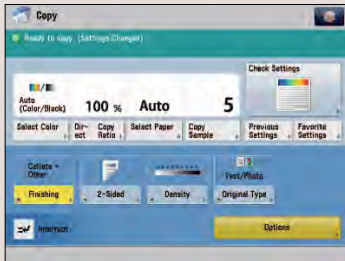 Copy
Ready to copy. (Settings Changed)
Check Settings
Auto
(Color/Black)
100 %
Auto
5
Select Color
Dir-
ect
Copy
Ratio
Select Paper
Copy
Sample
Previous
Settings
Favorite
Settings
Collate +
Other
Text/Photo
Finishing
2-Sided
Density
Original Type
Interrupt
Options